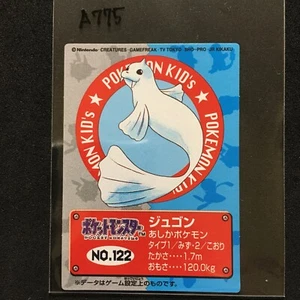 A775
© Nintendo・CREATURES・GAMEFREAK・TV TOKYO・SHO-PRO・JR KIKAKU
POKEMON KID's
POKEMON KID's
ポケットモンスター
POCKET MONSTERS
NO.122
ジュゴン
あしかポケモン
タイプ1/みず・2/こおり
たかさ・・・・1.7m
おもさ・・・・120.0kg
※データはゲーム設定上のものです。